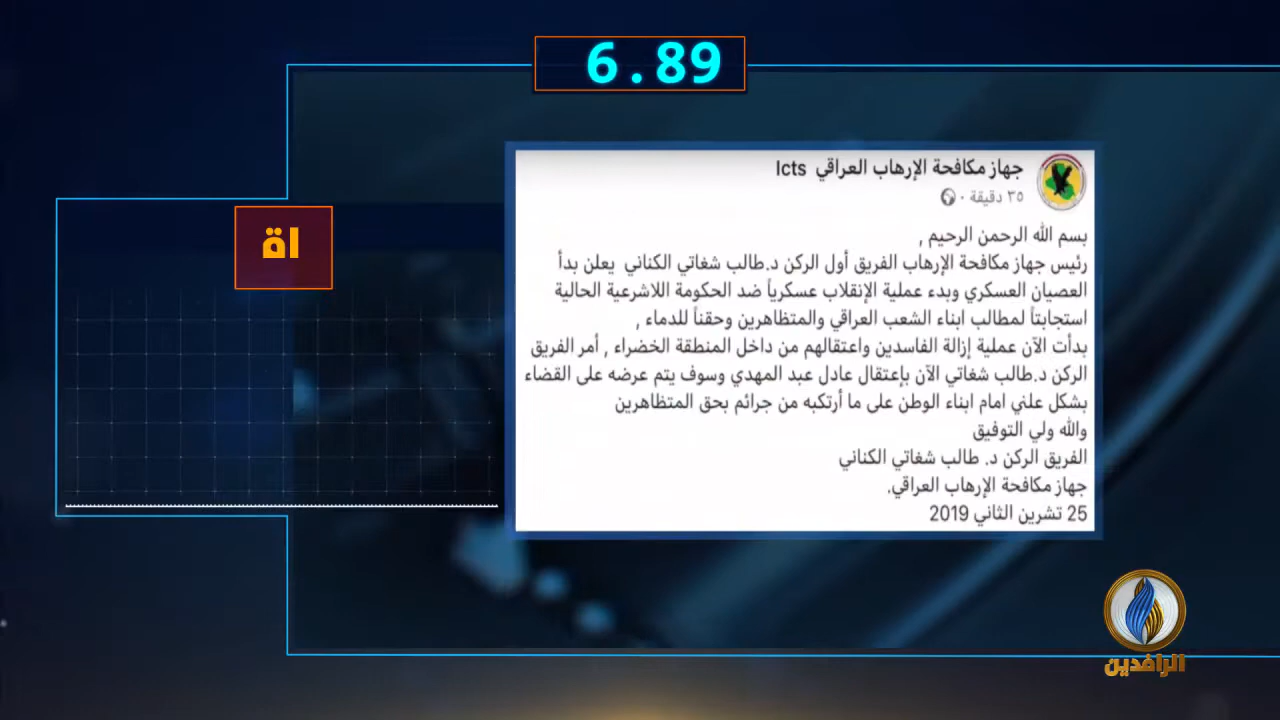 6.89
اة
جهاز مكافحة الإرهاب العراقي Icts
٣٥ دقيقة ·
بسم الله الرحمن الرحيم ,
رئيس جهاز مكافحة الإرهاب الفريق أول الركن د.طالب شغاتي الكناني يعلن بدأ
العصيان العسكري وبدء عملية الإنقلاب عسكرياً ضد الحكومة اللاشرعية الحالية
استجابتاً لمطالب ابناء الشعب العراقي والمتظاهرين وحقناً للدماء ,
بدأت الآن عملية إزالة الفاسدين واعتقالهم من داخل المنطقة الخضراء , أمر الفريق
الركن د.طالب شغاتي الآن بإعتقال عادل عبد المهدي وسوف يتم عرضه على القضاء
بشكل علني امام ابناء الوطن على ما أرتكبه من جرائم بحق المتظاهرين
والله ولي التوفيق
الفريق الركن د. طالب شغاتي الكناني
جهاز مكافحة الإرهاب العراقي.
25 تشرين الثاني 2019
الرافدين